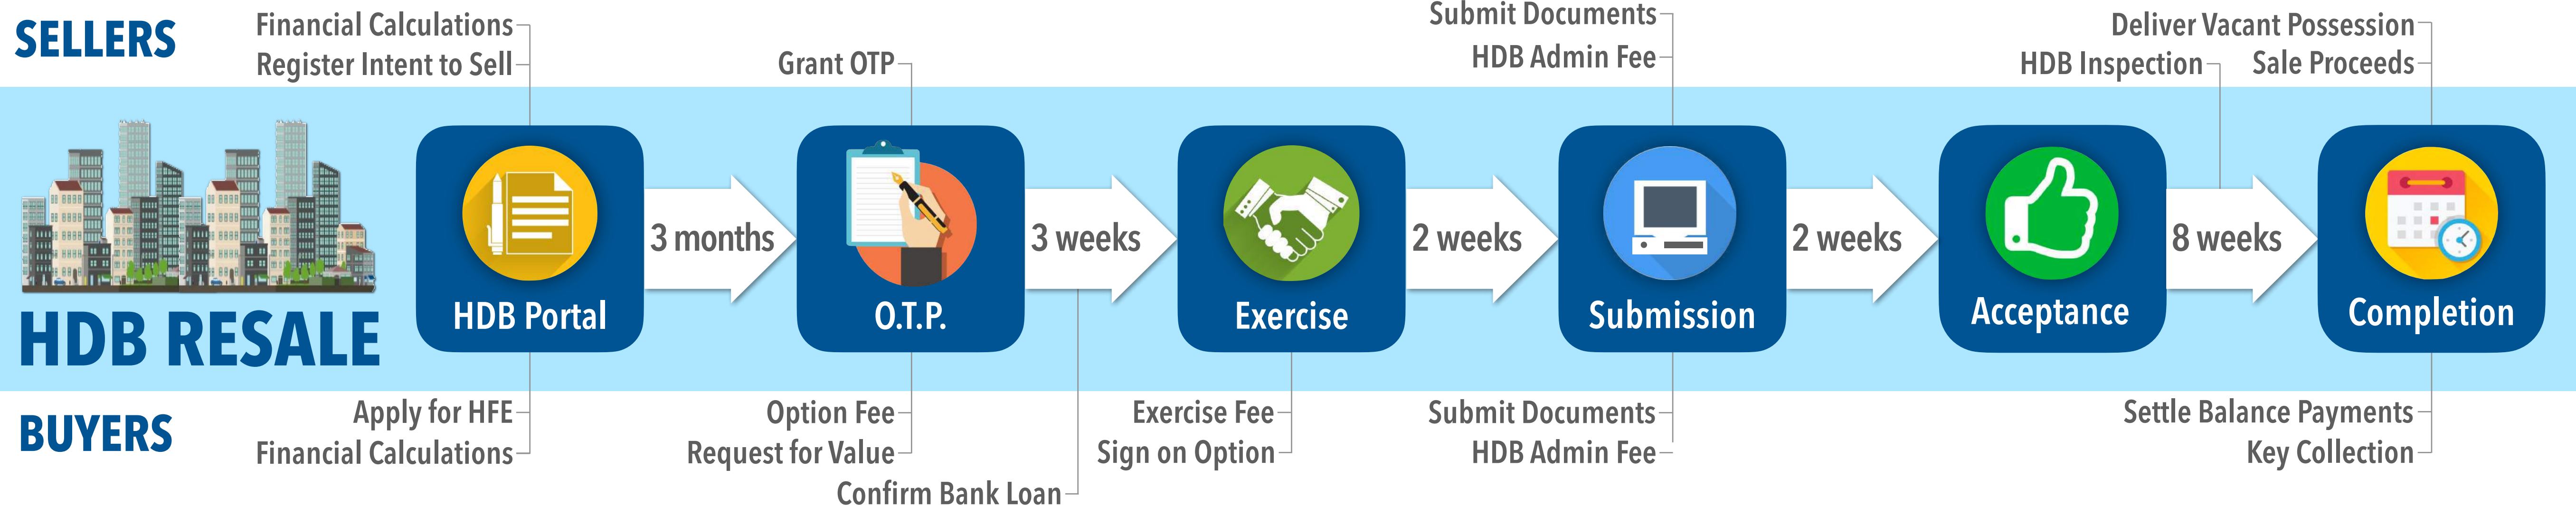 SELLERS
Financial Calculations
Register Intent to Sell
Grant OTP
Submit Documents
HDB Admin Fee
Deliver Vacant Possession
HDB Inspection
Sale Proceeds
HDB RESALE
HDB Portal
3 months
O.T.P.
3 weeks
Exercise
2 weeks
Submission
2 weeks
Acceptance
8 weeks
Completion
BUYERS
Apply for HFE
Financial Calculations
Option Fee
Request for Value
Confirm Bank Loan
Exercise Fee
Sign on Option
Submit Documents
HDB Admin Fee
Settle Balance Payments
Key Collection